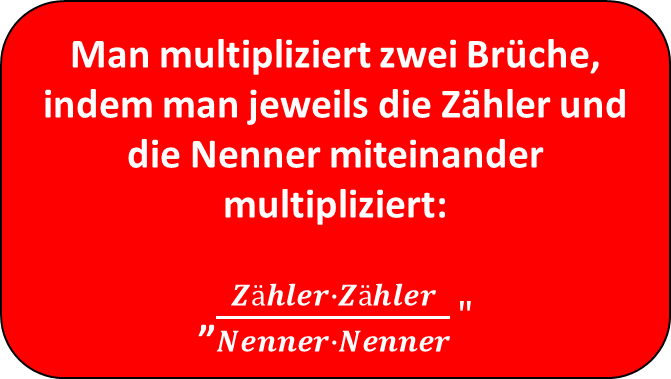 Man multipliziert zwei Brüche,
indem man jeweils die Zähler und
die Nenner miteinander
multipliziert:
Zähler·Zähler "
"Nenner·Nenner